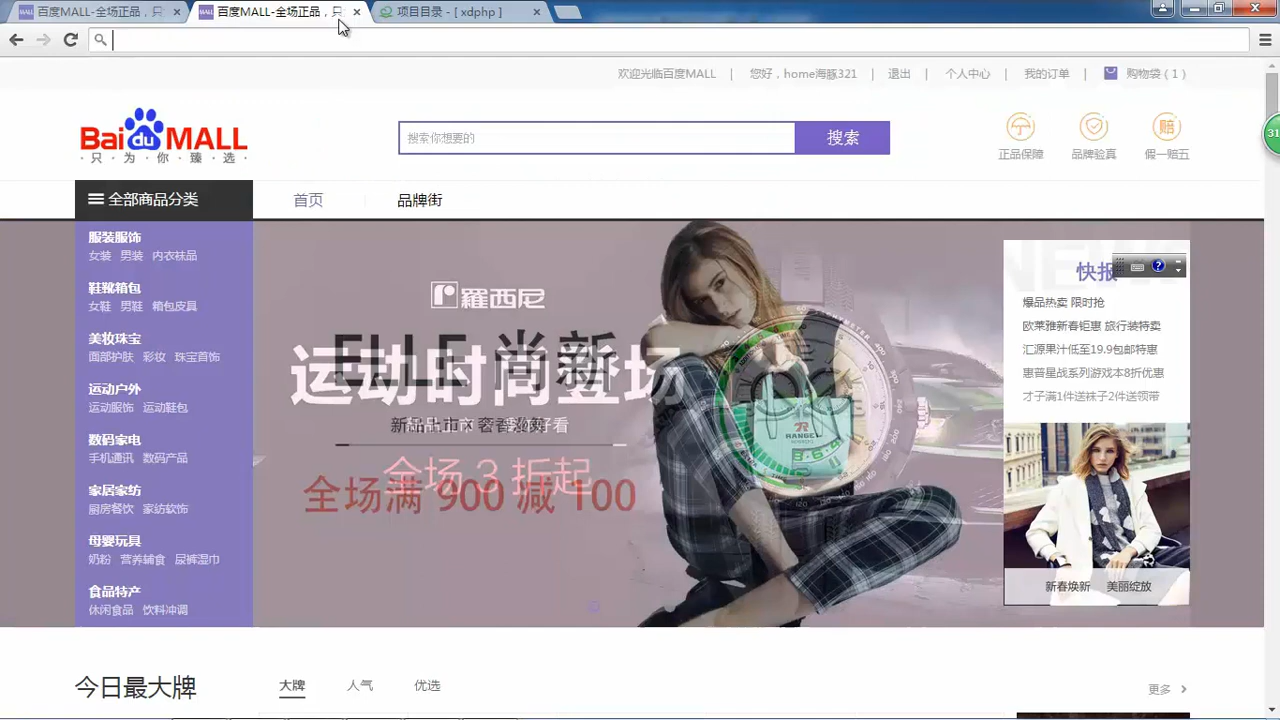 百度MALL-全场正品，只
百度MALL-全场正品，只
项目目录 - [ xdphp ]
欢迎光临百度MALL | 您好，home海豚321 | 退出 | 个人中心 | 我的订单 | 购物袋 ( 1 )
Bai du MALL
·只·为·你·臻·选·
搜索你想要的
搜索
正品保障 品牌验真 假一赔五
赔
31
全部商品分类
首页
品牌街
服装服饰
女装 男装 内衣袜品
鞋靴箱包
女鞋 男鞋 箱包皮具
美妆珠宝
面部护肤 彩妆 珠宝首饰
运动户外
运动服饰 运动鞋包
数码家电
手机通讯 数码产品
家居家纺
厨房餐饮 家纺软饰
母婴玩具
奶粉 营养辅食 尿裤湿巾
食品特产
休闲食品 饮料冲调
羅西尼
ELLE 尚新
运动时尚登场
全场 3 折起
全场满 900 减 100
快报
爆品热卖 限时抢
欧莱雅新春钜惠 旅行装特卖
汇源果汁低至19.9包邮特惠
惠普星战系列游戏本8折优惠
才子满1件送袜子2件送领带
新春焕新 美丽绽放
今日最大牌
大牌
人气
优选
更多